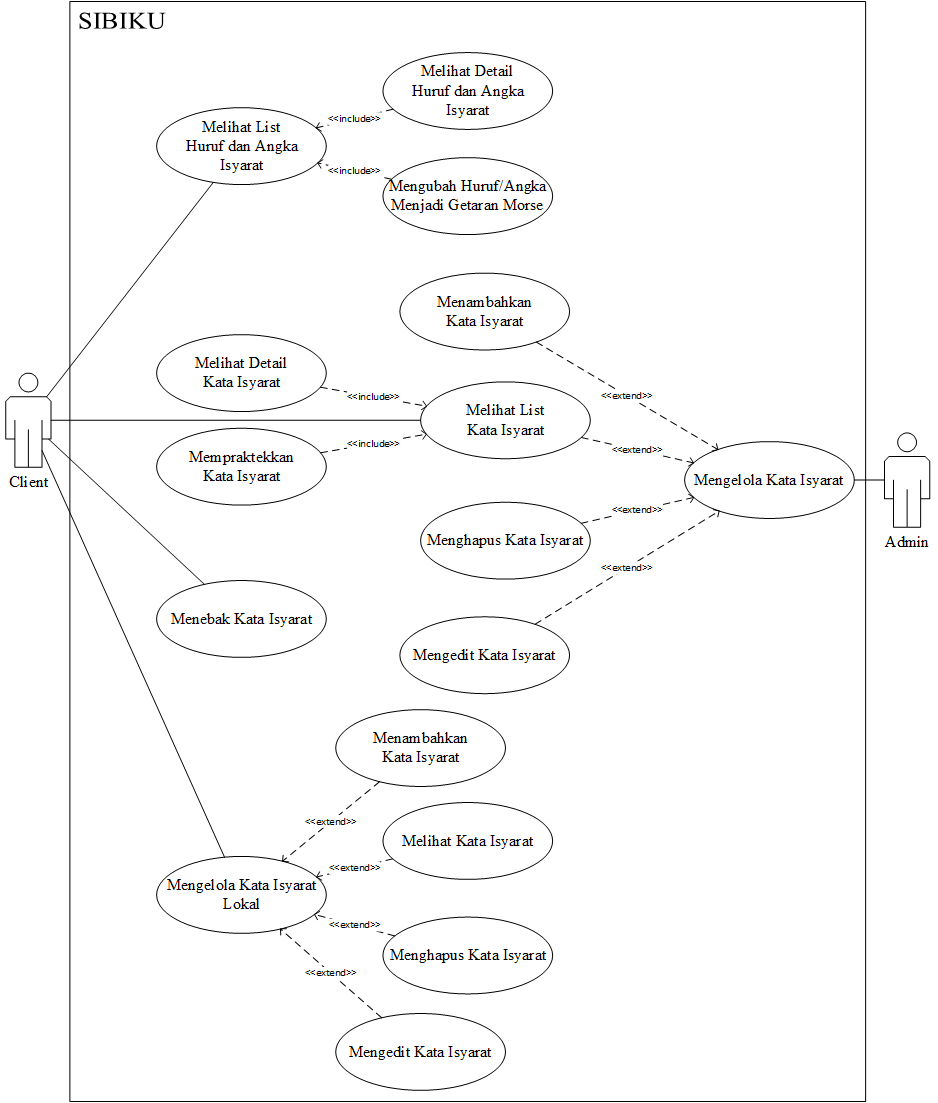 SIBIKU
Melihat Detail
Huruf dan Angka
Isyarat
<<include>>
Melihat List
Huruf dan Angka
Isyarat
<<include>>
Mengubah Huruf/Angka
Menjadi Getaran Morse
Menambahkan
Kata Isyarat
Melihat Detail
Kata Isyarat
<<include>>
<<extend>>
Melihat List
Kata Isyarat
<<include>>
<<extend>>
Mempraktekkan
Kata Isyarat
Client
Mengelola Kata Isyarat
Admin
<<extend>>
Menghapus Kata Isyarat
<<extend>>
Menebak Kata Isyarat
Mengedit Kata Isyarat
Menambahkan
Kata Isyarat
<<extend>>
Melihat Kata Isyarat
<<extend>>
Mengelola Kata Isyarat
Lokal
<<extend>>
Menghapus Kata Isyarat
<<extend>>
Mengedit Kata Isyarat